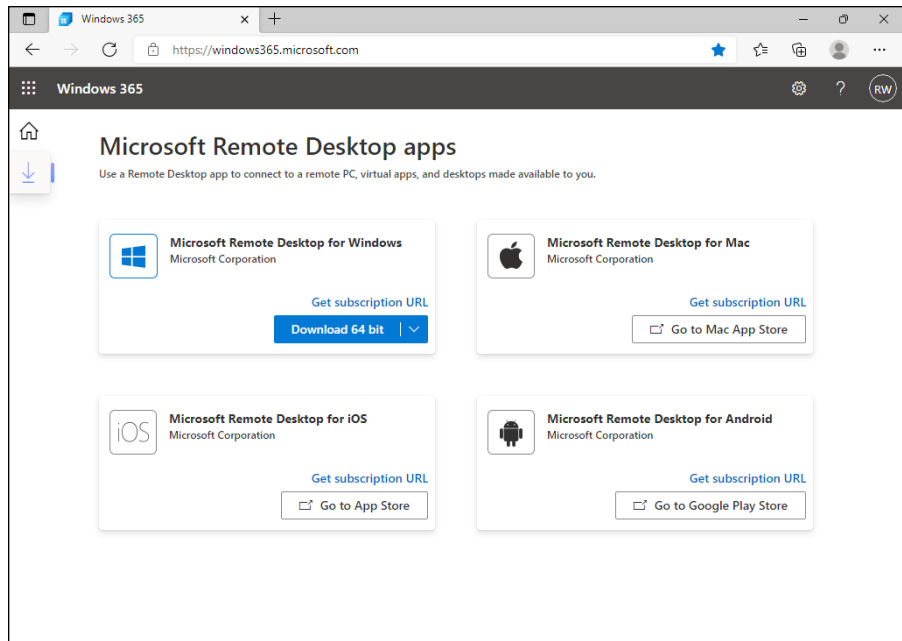 Windows 365
https://windows365.microsoft.com
Windows 365
? RW
Microsoft Remote Desktop apps
Use a Remote Desktop app to connect to a remote PC, virtual apps, and desktops made available to you.
Microsoft Remote Desktop for Windows
Microsoft Corporation
Get subscription URL
Download 64 bit
Microsoft Remote Desktop for Mac
Microsoft Corporation
Get subscription URL
Go to Mac App Store
iOS
Microsoft Remote Desktop for iOS
Microsoft Corporation
Get subscription URL
Go to App Store
Microsoft Remote Desktop for Android
Microsoft Corporation
Get subscription URL
Go to Google Play Store